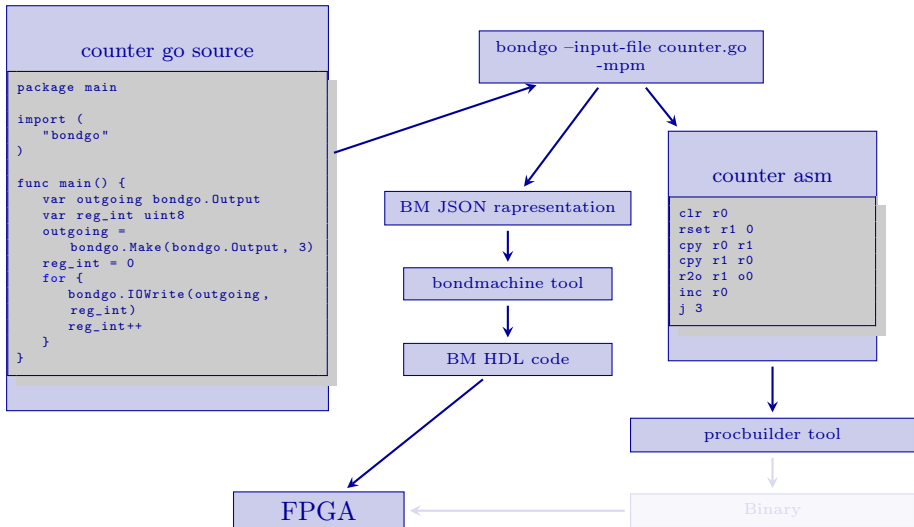 counter go source
package main
import (
"bondgo"
)
func main() {
var outgoing bondgo.Output
var reg_int uint8
outgoing =
bondgo.Make(bondgo.Output, 3)
reg_int = 0
for {
bondgo.IOWrite(outgoing,
reg_int)
reg_int++
}
}
bondgo –input-file counter.go
-mpm
BM JSON rapresentation
bondmachine tool
BM HDL code
FPGA
counter asm
clr r0
rset r1 0
cpy r0 r1
cpy r1 r0
r2o r1 o0
inc r0
j 3
procbuilder tool
Binary